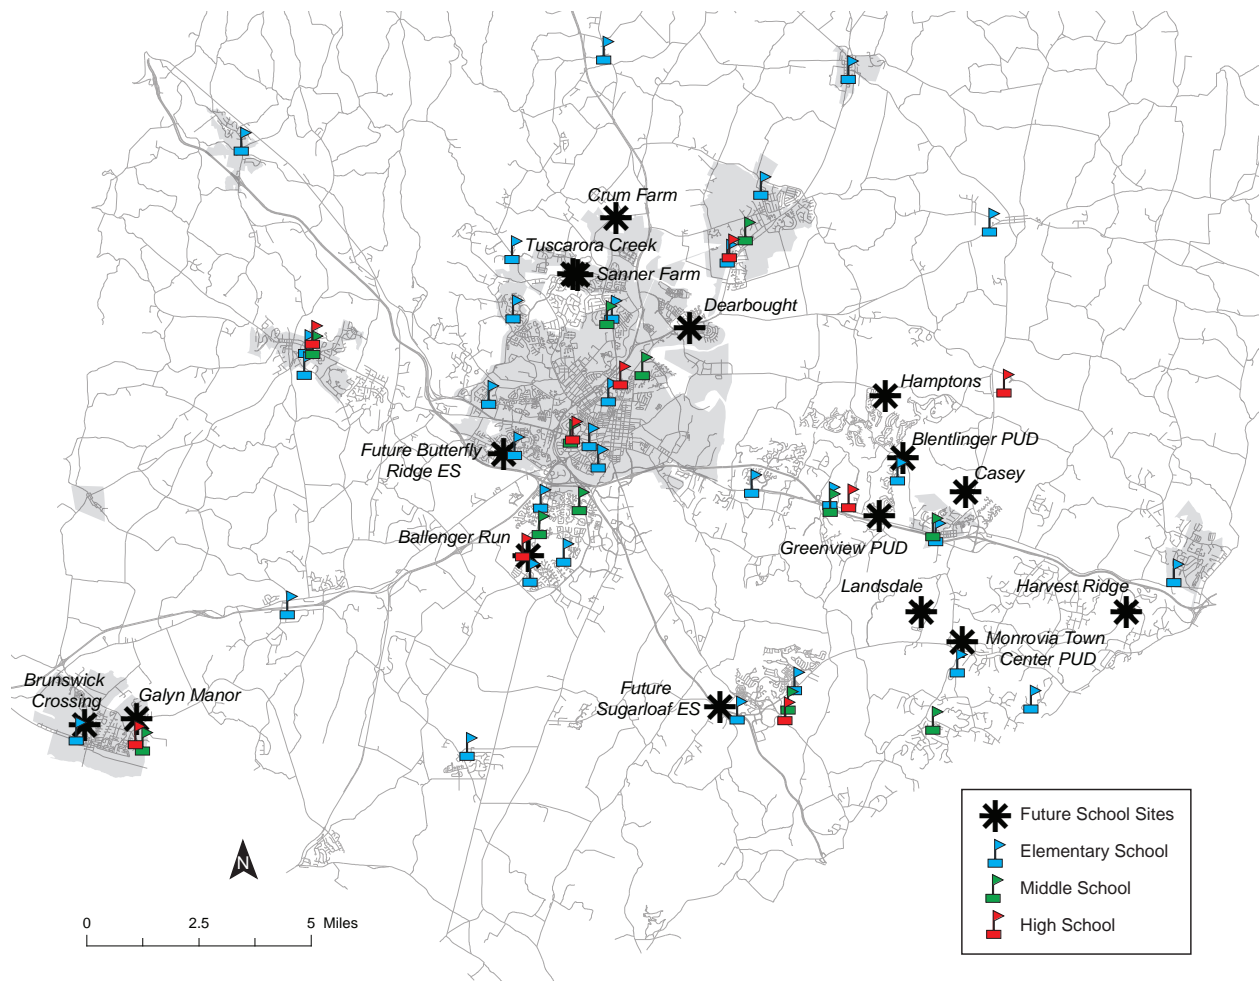 Crum Farm
Tuscarora Creek
Sanner Farm
Dearbought
Hamptons
Blentlinger PUD
Future Butterfly
Ridge ES
Casey
Ballenger Run
Greenview PUD
Landsdale
Harvest Ridge
Monrovia Town
Center PUD
Brunswick
Crossing
Galyn Manor
Future
Sugarloaf ES
Future School Sites
Elementary School
Middle School
High School
N
0 2.5 5 Miles